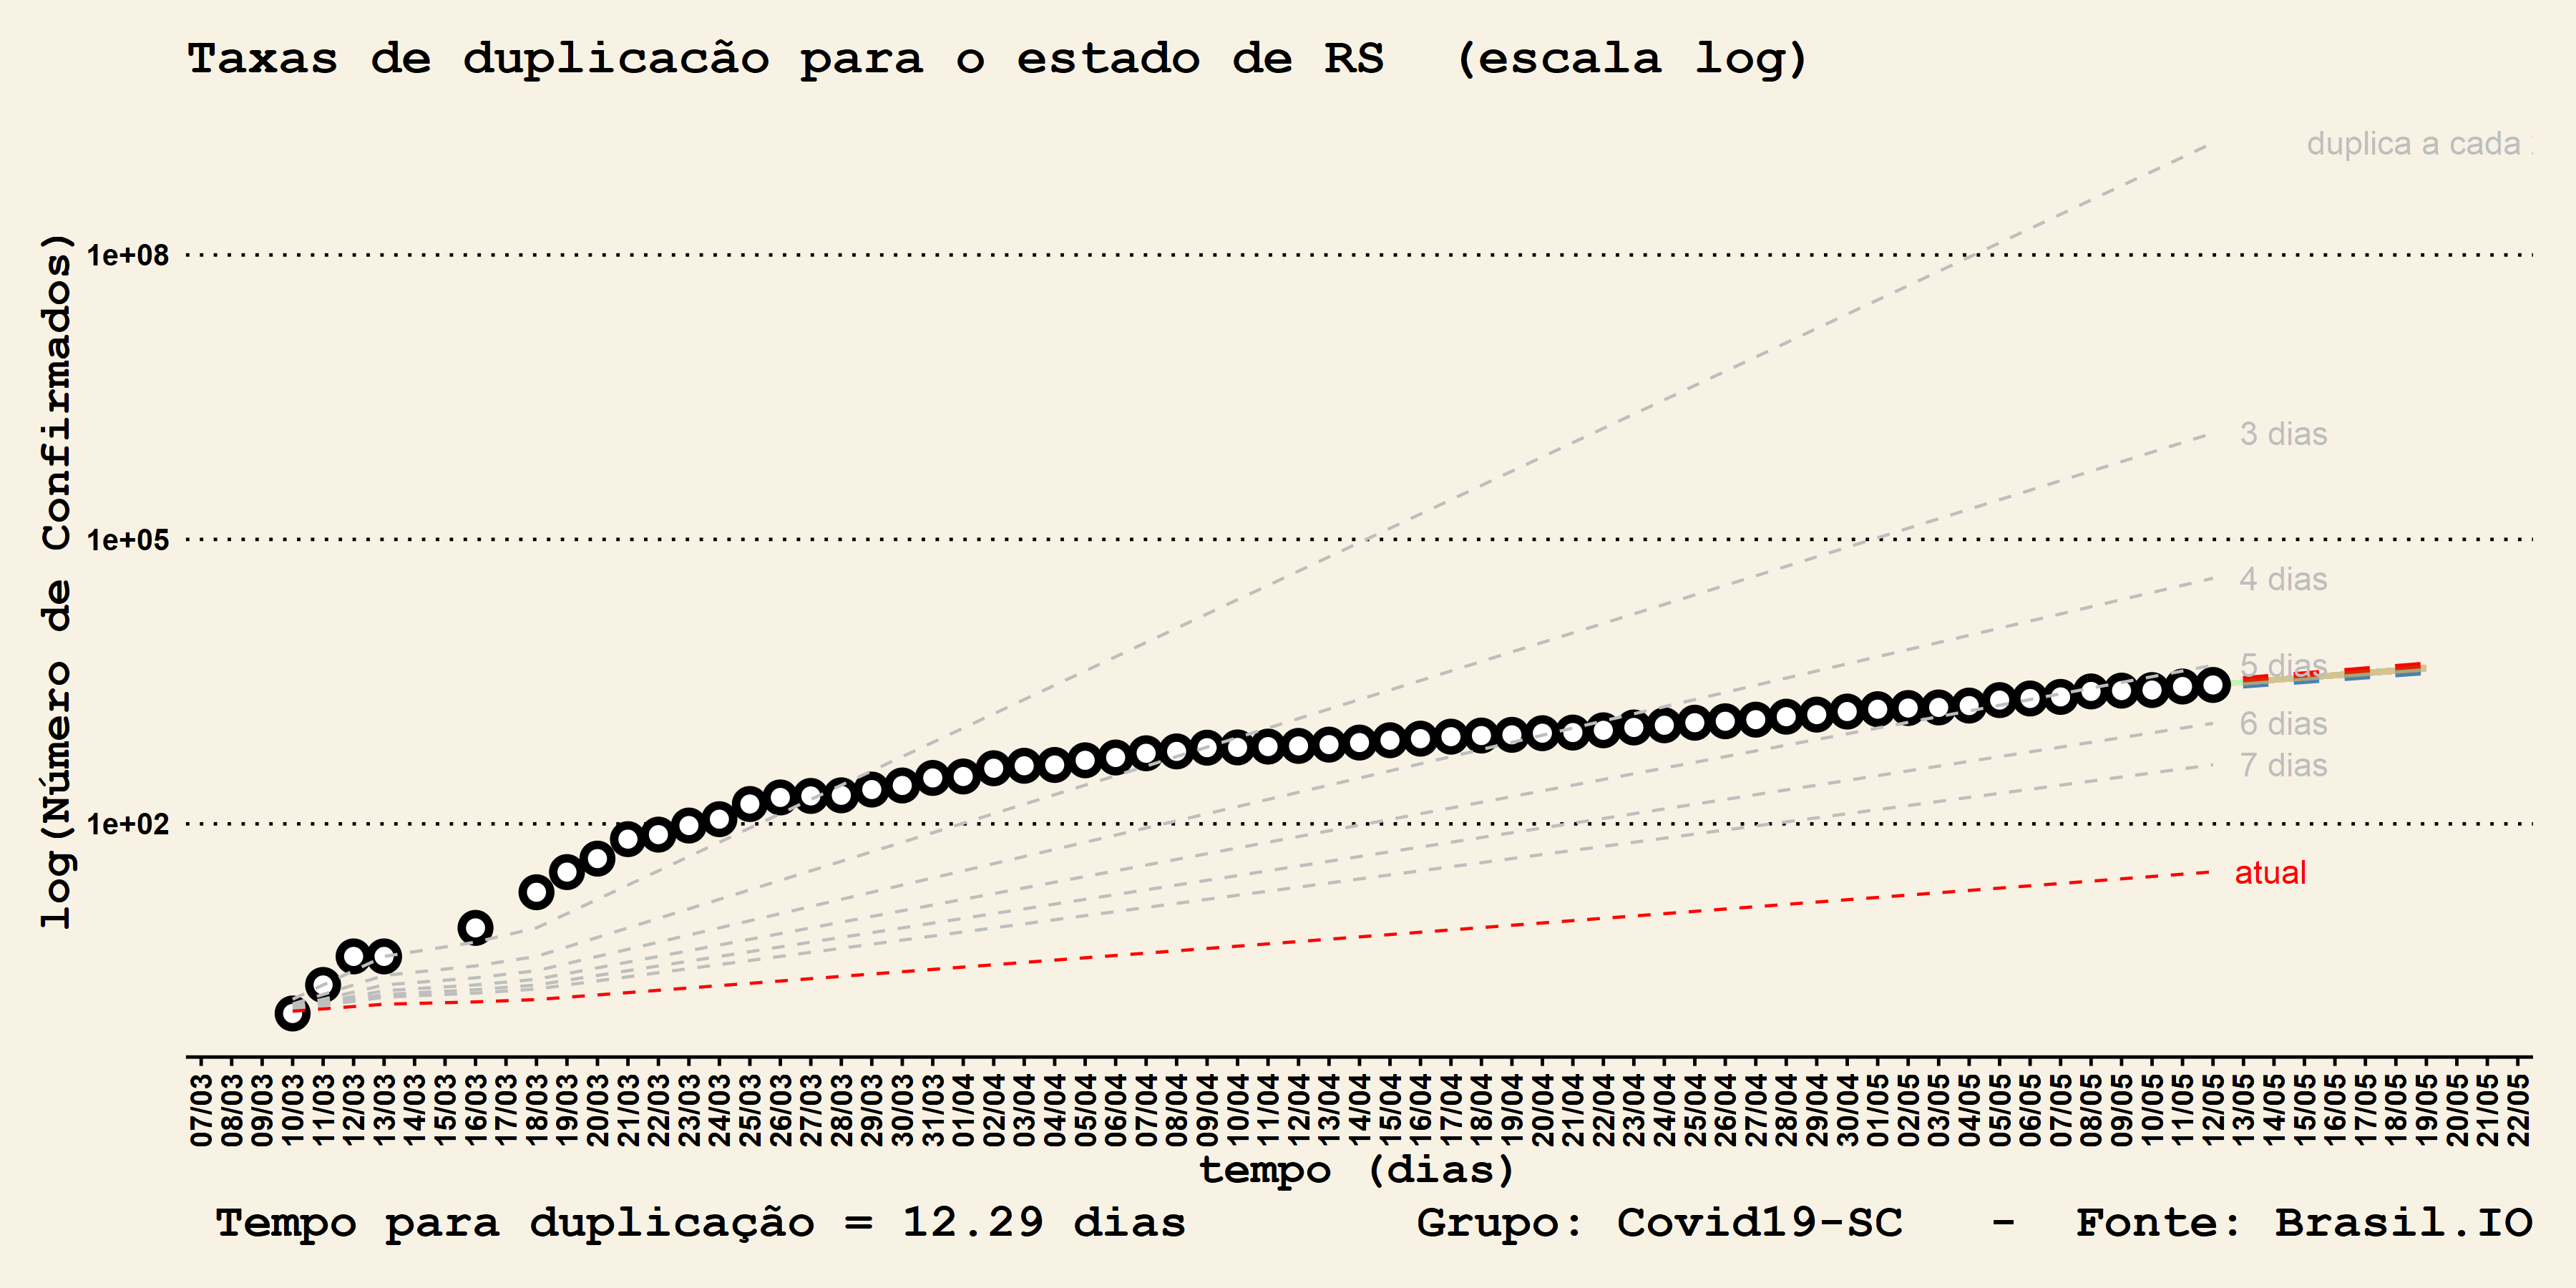 Taxas de duplicacão para o estado de RS (escala log)
log(Número de Confirmados)
duplica a cada
1e+08
3 dias
1e+05
4 dias
5 dias
6 dias
7 dias
1e+02
atual
07/03 08/03 09/03 10/03 11/03 12/03 13/03 14/03 15/03 16/03 17/03 18/03 19/03 20/03 21/03 22/03 23/03 24/03 25/03 26/03 27/03 28/03 29/03 30/03 31/03 01/04 02/04 03/04 04/04 05/04 06/04 07/04 08/04 09/04 10/04 11/04 12/04 13/04 14/04 15/04 16/04 17/04 18/04 19/04 20/04 21/04 22/04 23/04 24/04 25/04 26/04 27/04 28/04 29/04 30/04 01/05 02/05 03/05 04/05 05/05 06/05 07/05 08/05 09/05 10/05 11/05 12/05 13/05 14/05 15/05 16/05 17/05 18/05 19/05 20/05 21/05 22/05
tempo (dias)
Tempo para duplicação = 12.29 dias Grupo: Covid19-SC - Fonte: Brasil.IO